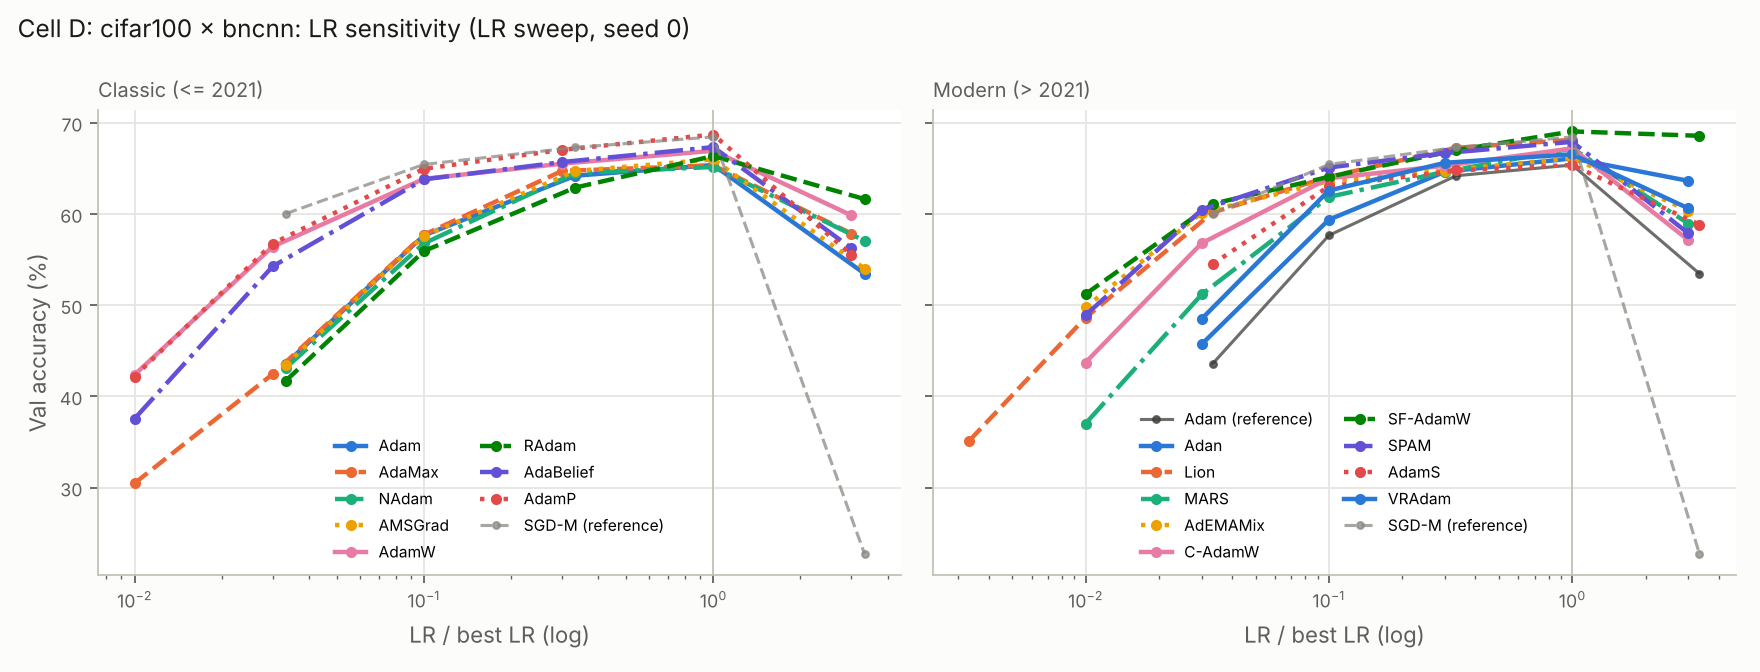 Cell D: cifar100 × bncnn: LR sensitivity (LR sweep, seed 0)
Classic (<= 2021)
Modern (> 2021)
Val accuracy (%)
70
60
50
40
30
Adam
AdaMax
NAdam
AMSGrad
AdamW
RAdam
AdaBelief
AdamP
SGD-M (reference)
Adam (reference)
Adan
Lion
MARS
AdEMAMix
C-AdamW
SF-AdamW
SPAM
AdamS
VRAdam
SGD-M (reference)
10⁻²
10⁻¹
10⁰
10⁻²
10⁻¹
10⁰
LR / best LR (log)
LR / best LR (log)